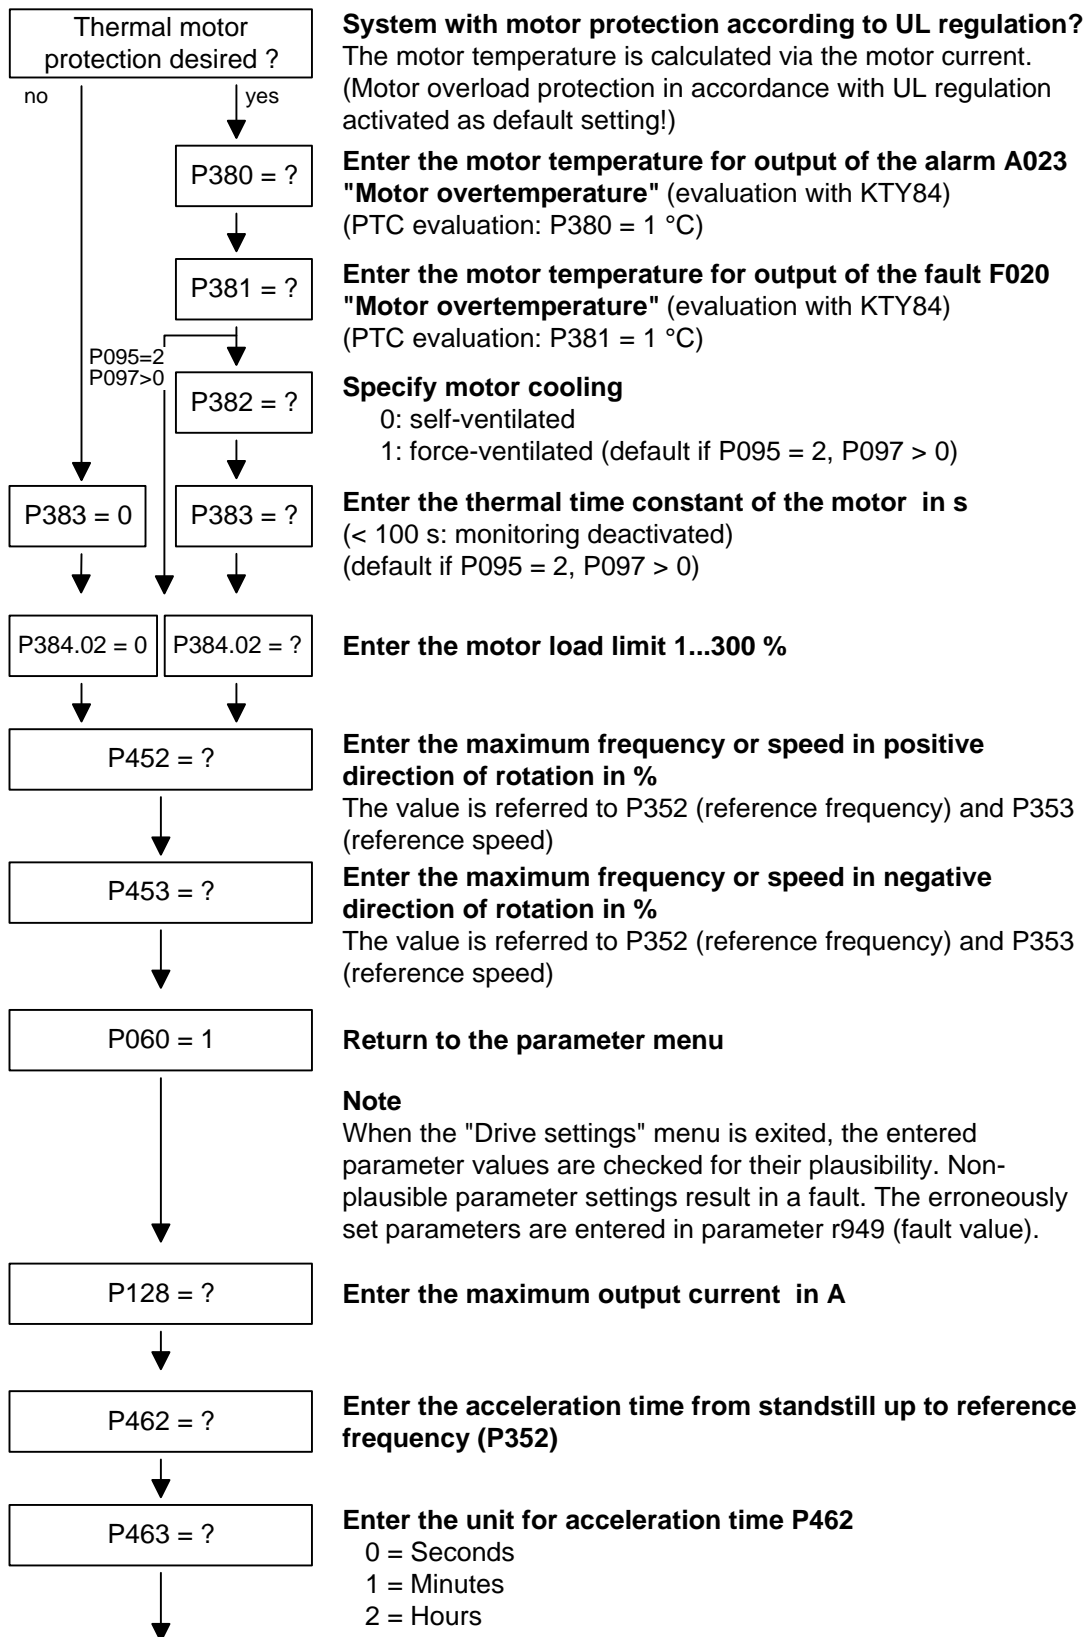 Thermal motor
protection desired ?
System with motor protection according to UL regulation?
The motor temperature is calculated via the motor current.
(Motor overload protection in accordance with UL regulation
activated as default setting!)
no
yes
P380 = ?
Enter the motor temperature for output of the alarm A023
"Motor overtemperature" (evaluation with KTY84)
(PTC evaluation: P380 = 1 °C)
P381 = ?
Enter the motor temperature for output of the fault F020
"Motor overtemperature" (evaluation with KTY84)
(PTC evaluation: P381 = 1 °C)
P095=2
P097>0
P382 = ?
Specify motor cooling
0: self-ventilated
1: force-ventilated (default if P095 = 2, P097 > 0)
P383 = 0
P383 = ?
Enter the thermal time constant of the motor  in s
(< 100 s: monitoring deactivated)
(default if P095 = 2, P097 > 0)
P384.02 = 0
P384.02 = ?
Enter the motor load limit 1...300 %
P452 = ?
Enter the maximum frequency or speed in positive
direction of rotation in %
The value is referred to P352 (reference frequency) and P353
(reference speed)
P453 = ?
Enter the maximum frequency or speed in negative
direction of rotation in %
The value is referred to P352 (reference frequency) and P353
(reference speed)
P060 = 1
Return to the parameter menu
Note
When the "Drive settings" menu is exited, the entered
parameter values are checked for their plausibility. Non-
plausible parameter settings result in a fault. The erroneously
set parameters are entered in parameter r949 (fault value).
P128 = ?
Enter the maximum output current  in A
P462 = ?
Enter the acceleration time from standstill up to reference
frequency (P352)
P463 = ?
Enter the unit for acceleration time P462
0 = Seconds
1 = Minutes
2 = Hours